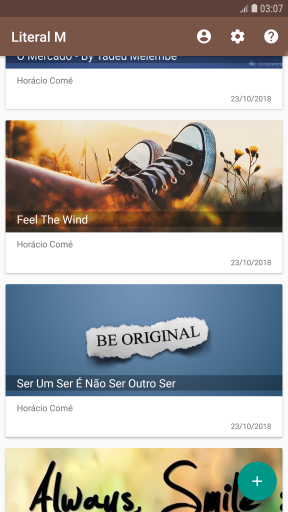 03:07
Literal M
O Mercado - By Tadeu Melembe
Horácio Comé
23/10/2018
Feel The Wind
Horácio Comé
23/10/2018
BE ORIGINAL
Ser Um Ser É Não Ser Outro Ser
Horácio Comé
23/10/2018
Always, Smile